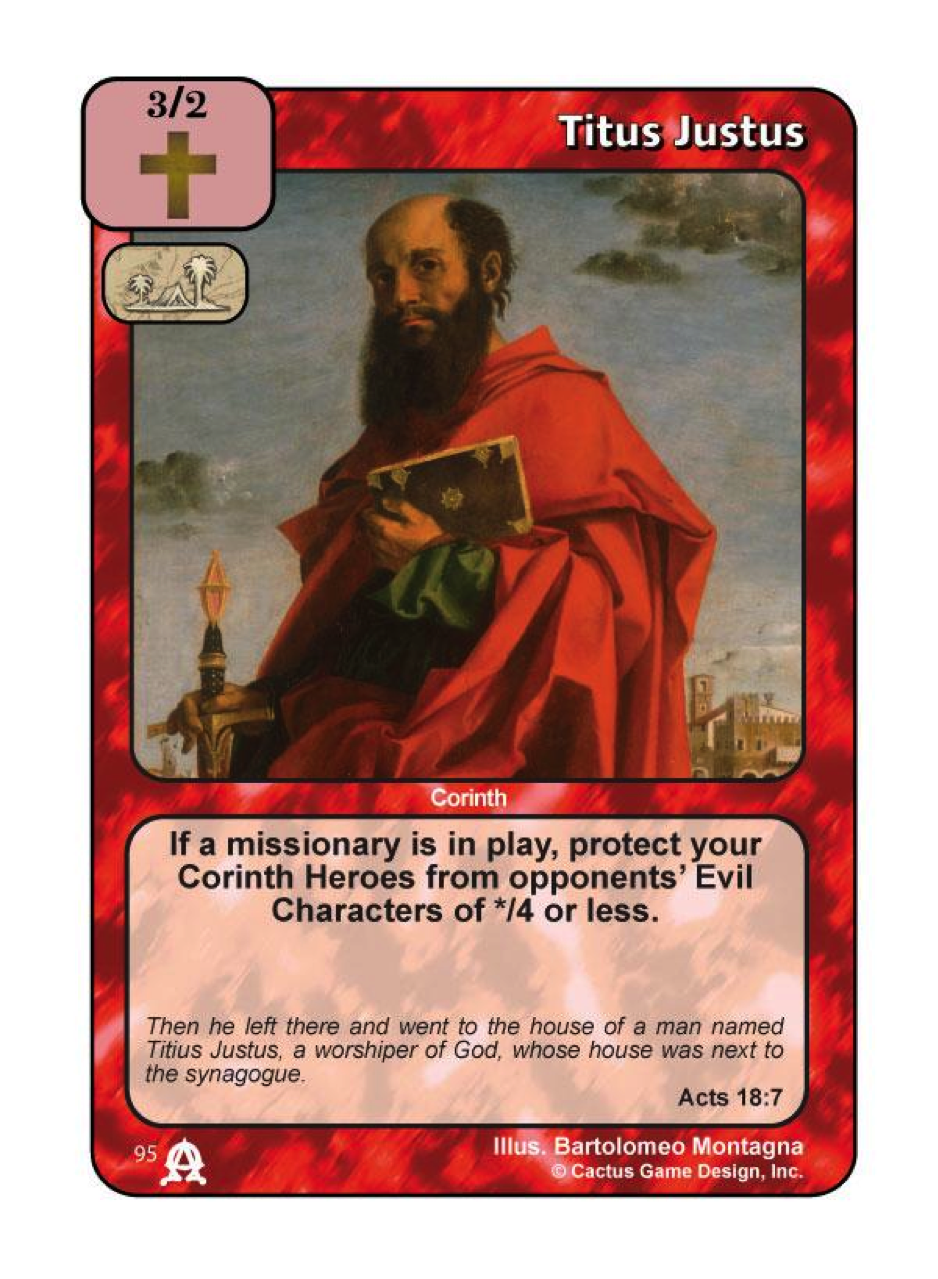 3/2
Titus Justus
Corinth
If a missionary is in play, protect your
Corinth Heroes from opponents' Evil
Characters of */4 or less.
Then he left there and went to the house of a man named
Titius Justus, a worshiper of God, whose house was next to
the synagogue.
Acts 18:7
95
Illus. Bartolomeo Montagna
© Cactus Game Design, Inc.